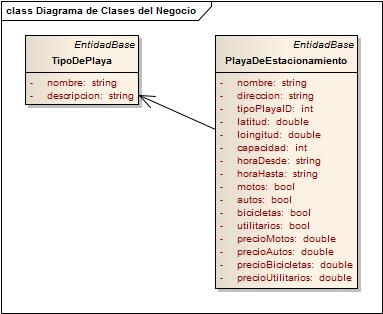 class Diagrama de Clases del Negocio
EntidadBase
TipoDePlaya
- nombre: string
- descripcion: string
EntidadBase
PlayaDeEstacionamiento
- nombre: string
- direccion: string
- tipoPlayaID: int
- latitud: double
- loingitud: double
- capacidad: int
- horaDesde: string
- horaHasta: string
- motos: bool
- autos: bool
- bicicletas: bool
- utilitarios: bool
- precioMotos: double
- precioAutos: double
- precioBicicletas: double
- precioUtilitarios: double